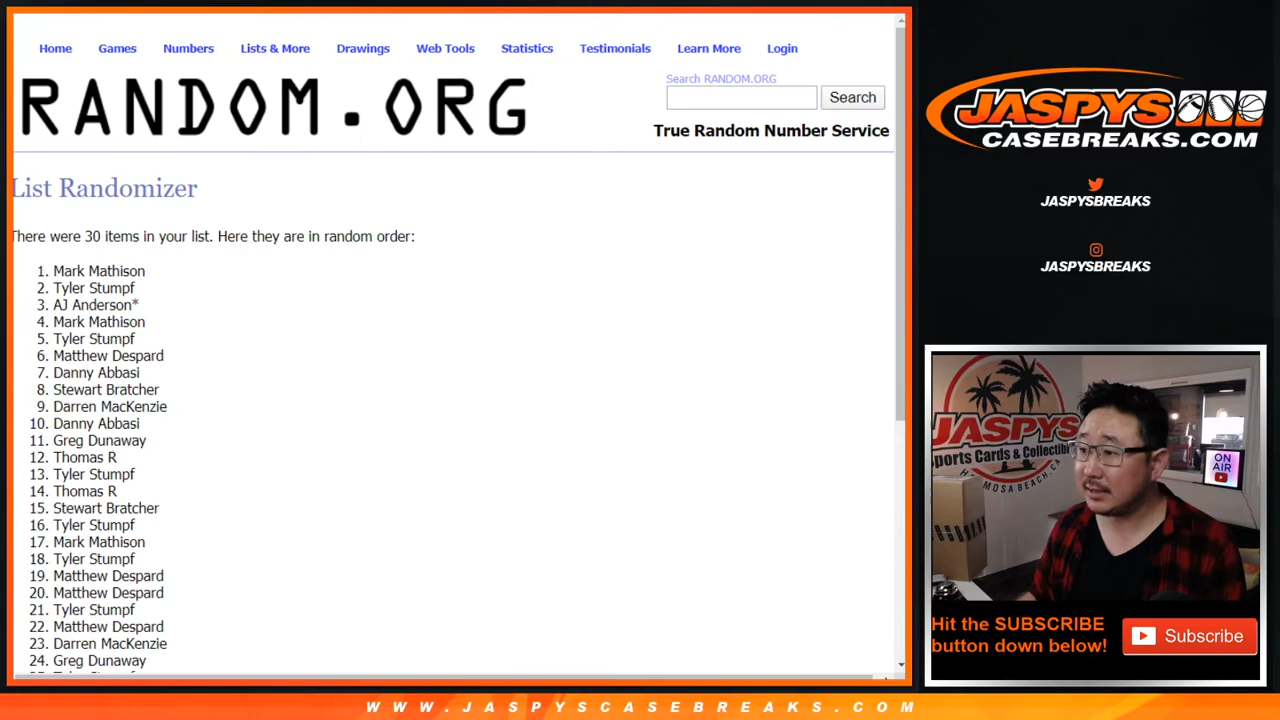 Home Games Numbers Lists & More Drawings Web Tools Statistics Testimonials Learn More Login
RANDOM.ORG
Search RANDOM.ORG
Search
True Random Number Service
List Randomizer
There were 30 items in your list. Here they are in random order:
1. Mark Mathison
2. Tyler Stumpf
3. AJ Anderson*
4. Mark Mathison
5. Tyler Stumpf
6. Matthew Despard
7. Danny Abbasi
8. Stewart Bratcher
9. Darren MacKenzie
10. Danny Abbasi
11. Greg Dunaway
12. Thomas R
13. Tyler Stumpf
14. Thomas R
15. Stewart Bratcher
16. Tyler Stumpf
17. Mark Mathison
18. Tyler Stumpf
19. Matthew Despard
20. Matthew Despard
21. Tyler Stumpf
22. Matthew Despard
23. Darren MacKenzie
24. Greg Dunaway
JASPYS
CASEBREAKS.COM
JASPYSBREAKS
JASPYSBREAKS
JASPYS
ports Cards & Collectibl
ON
AIR
Hit the SUBSCRIBE
button down below!
Subscribe
WWW.JASPYSCASEBREAKS.COM